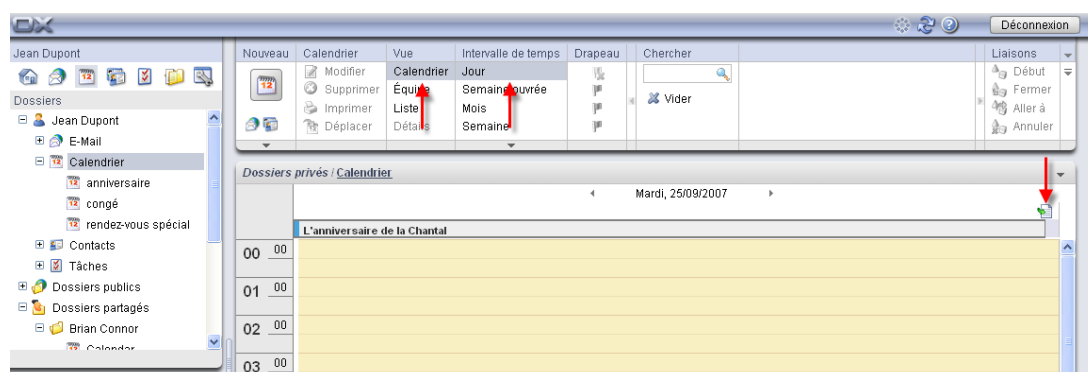 OX
Déconnexion
Jean Dupont
Dossiers
Jean Dupont
E-Mail
Calendrier
anniversaire
congé
rendez-vous spécial
Contacts
Tâches
Dossiers publics
Dossiers partagés
Brian Connor
Calendar
Nouveau Calendrier Vue Intervalle de temps Drapeau Chercher Liaisons
Modifier Calendrier Jour Début
Supprimer Équipe Semaine ouvrée Fermer
Imprimer Liste Mois Vider Aller à
Déplacer Détails Semaine Annuler
Dossiers privés / Calendrier
Mardi, 25/09/2007
L'anniversaire de la Chantal
00 00
01 00
02 00
03 00